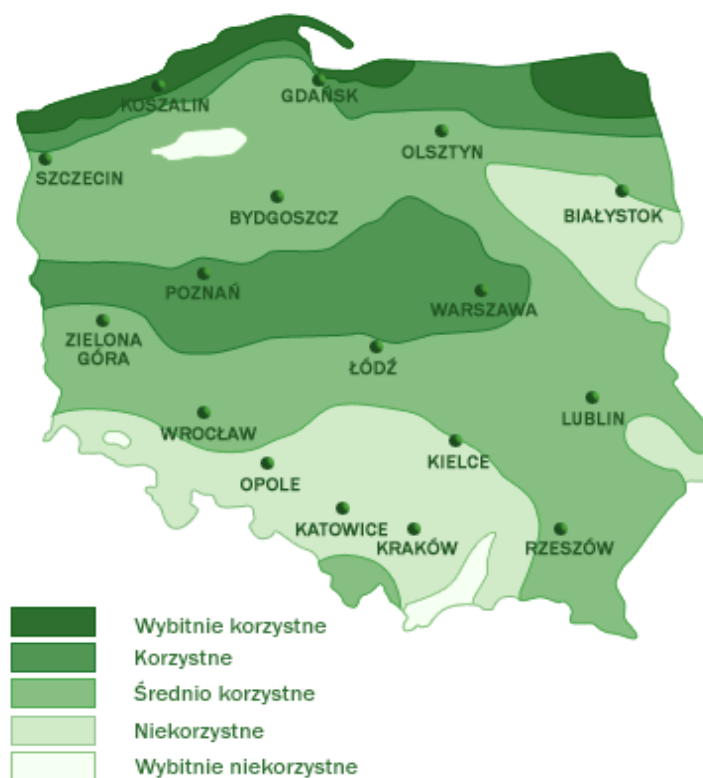 KOSZALIN
GDAŃSK
OLSZTYN
SZCZECIN
BYDGOSZCZ
BIAŁYSTOK
POZNAŃ
WARSZAWA
ZIELONA
GÓRA
ŁÓDŹ
LUBLIN
WROCŁAW
KIELCE
OPOLE
KATOWICE
KRAKÓW
RZESZÓW
Wybitnie korzystne
Korzystne
Średnio korzystne
Niekorzystne
Wybitnie niekorzystne